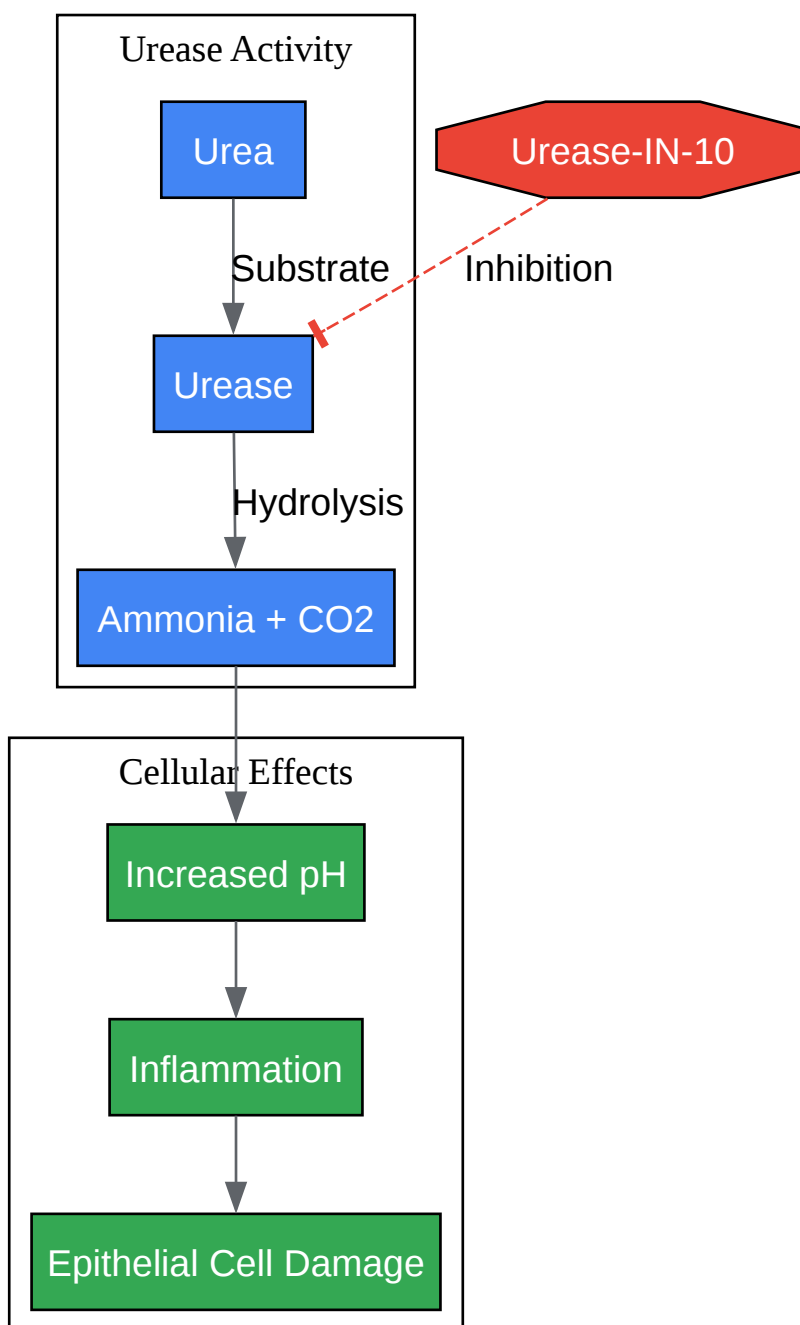 Urease Activity
Urea
Urease-IN-10
Substrate
Inhibition
Urease
Hydrolysis
Ammonia + CO2
Cellular Effects
Increased pH
Inflammation
Epithelial Cell Damage